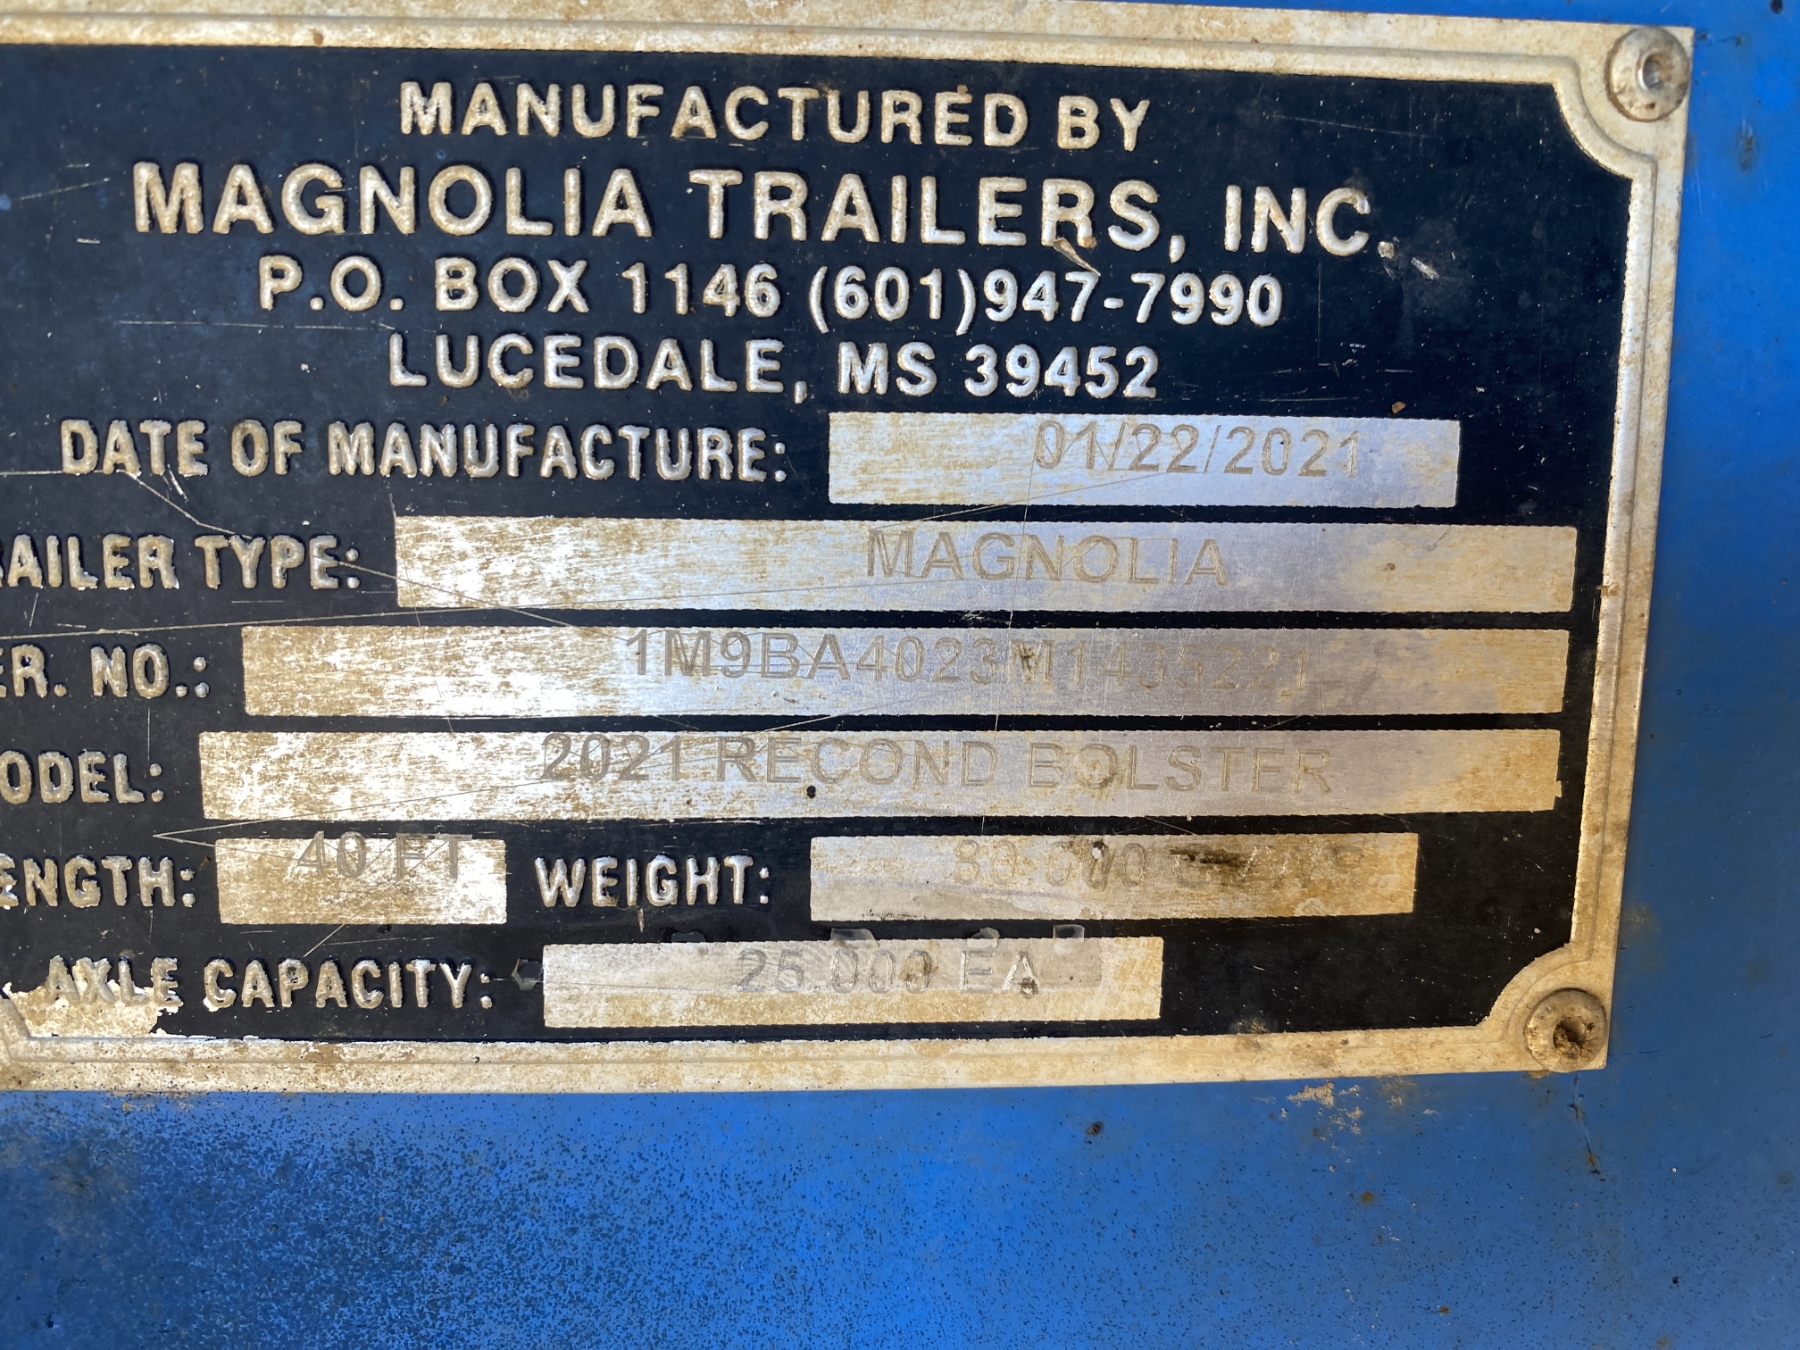 MANUFACTURED BY
MAGNOLIA TRAILERS, INC.
P.O. BOX 1146 (601)947-7990
LUCEDALE, MS 39452
DATE OF MANUFACTURE: 01/22/2021
AILER TYPE: MAGNOLIA
ER. NO.: 1M9BA4023M1435221
ODEL: 2021 RECOND BOLSTER
ENGTH: 40 FT WEIGHT:
AXLE CAPACITY: 25.000 EA